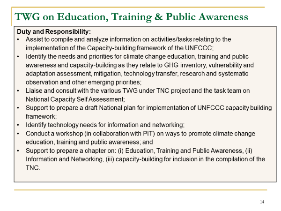 TWG on Education, Training & Public Awareness
Duty and Responsibility:
• Assist to compile and analyze information on activities/tasks relating to the
implementation of the Capacity-building framework of the UNFCCC;
• Identify the needs and priorities for climate change education, training and public
awareness and capacity-building as they relate to GHG inventory, vulnerability and
adaptation assessment, mitigation, technology transfer, research and systematic
observation and other emerging priorities;
• Liaise and consult with the various TWG under TNC project and the task team on
National Capacity Self Assessment;
• Support to prepare a draft National plan for implementation of UNFCCC capacity building
framework;
• Identify technology needs for information and networking;
• Conduct a workshop (in collaboration with PIT) on ways to promote climate change
education, training and public awareness; and
• Support to prepare a chapter on: (i) Education, Training and Public Awareness, (ii)
Information and Networking, (iii) capacity-building for inclusion in the compilation of the
TNC.